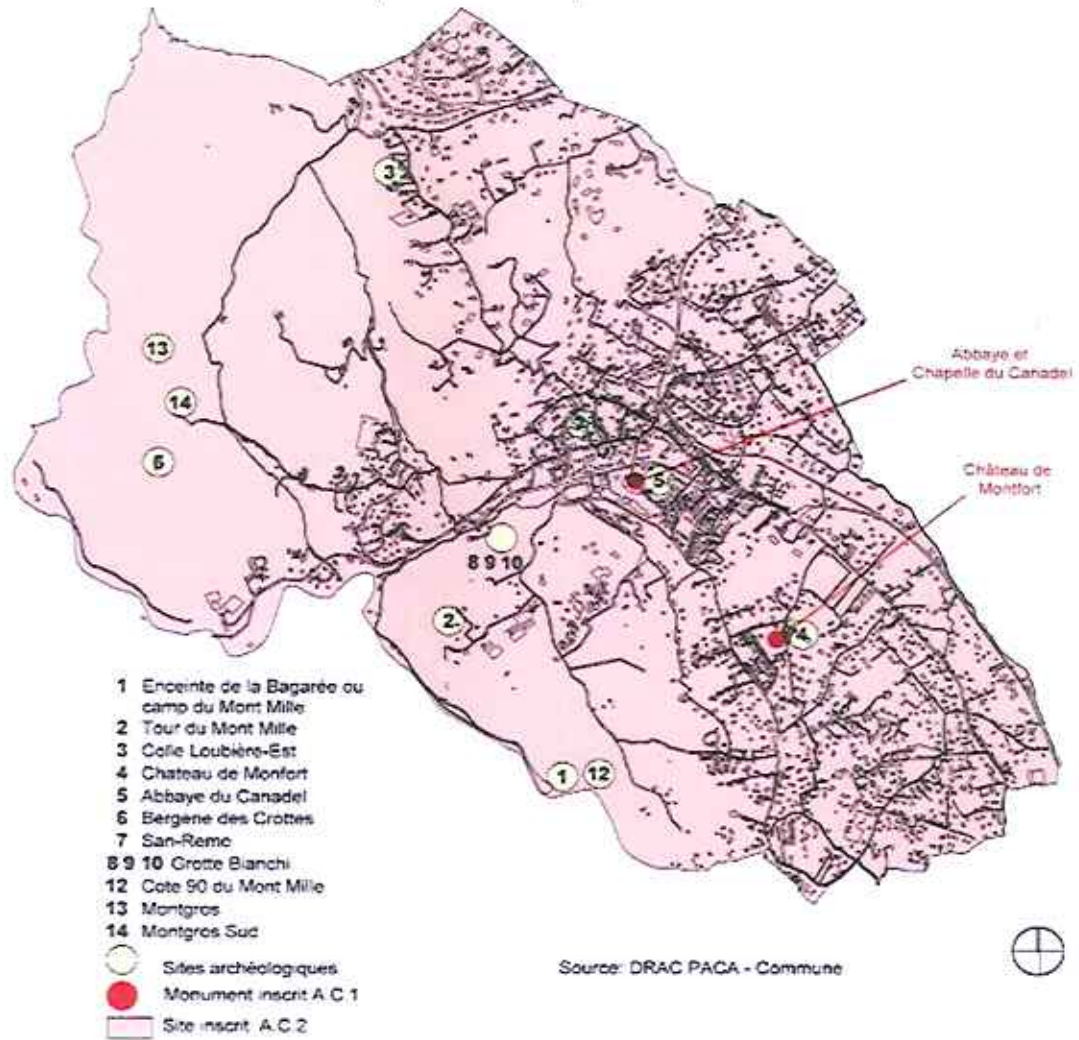 3
13
14
6
Abbaye et
Chapelle du Canadel
Château de
Montfort
5
8 9 10
2
4
1
12
1 Enceinte de la Bagarée ou
camp du Mont Mille
2 Tour du Mont Mille
3 Colle Loubière-Est
4 Chateau de Monfort
5 Abbaye du Canadel
6 Bergerie des Crottes
7 San-Remo
8 9 10 Grotte Bianchi
12 Cote 90 du Mont Mille
13 Montgros
14 Montgros Sud
Sites archéologiques
Monument inscrit A.C.1
Site inscrit A.C.2
Source: DRAC PACA - Commune